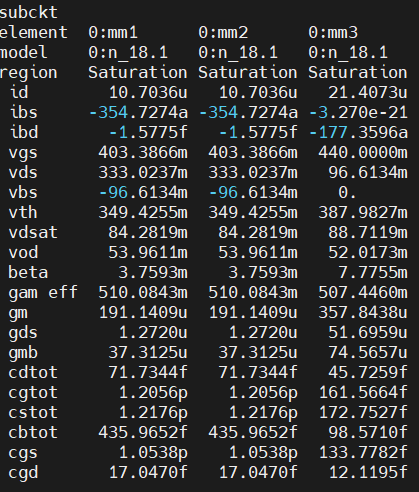 subckt
element 0:mm1 0:mm2 0:mm3
model 0:n_18.1 0:n_18.1 0:n_18.1
region Saturation Saturation Saturation
id 10.7036u 10.7036u 21.4073u
ibs -354.7274a -354.7274a -3.270e-21
ibd -1.5775f -1.5775f -177.3596a
vgs 403.3866m 403.3866m 440.0000m
vds 333.0237m 333.0237m 96.6134m
vbs -96.6134m -96.6134m 0.
vth 349.4255m 349.4255m 387.9827m
vdsat 84.2819m 84.2819m 88.7119m
vod 53.9611m 53.9611m 52.0173m
beta 3.7593m 3.7593m 7.7755m
gam eff 510.0843m 510.0843m 507.4460m
gm 191.1409u 191.1409u 357.8438u
gds 1.2720u 1.2720u 51.6959u
gmb 37.3125u 37.3125u 74.5657u
cdtot 71.7344f 71.7344f 45.7259f
cgtot 1.2056p 1.2056p 161.5664f
cstot 1.2176p 1.2176p 172.7527f
cbtot 435.9652f 435.9652f 98.5710f
cgs 1.0538p 1.0538p 133.7782f
cgd 17.0470f 17.0470f 12.1195f